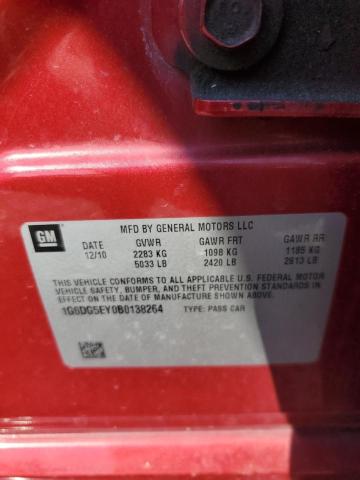 GM
MFD BY GENERAL MOTORS LLC
DATE GVWR GAWR FRT GAWR RR
12/10 2283 KG 1098 KG 1185 KG
5033 LB 2420 LB 2613 LB
THIS VEHICLE CONFORMS TO ALL APPLICABLE U.S. FEDERAL MOTOR
VEHICLE SAFETY, BUMPER, AND THEFT PREVENTION STANDARDS
IN EFFECT ON THE DATE OF MANUFACTURE SHOWN ABOVE.
1G6DG5EY0B0138264 TYPE: PASS CAR